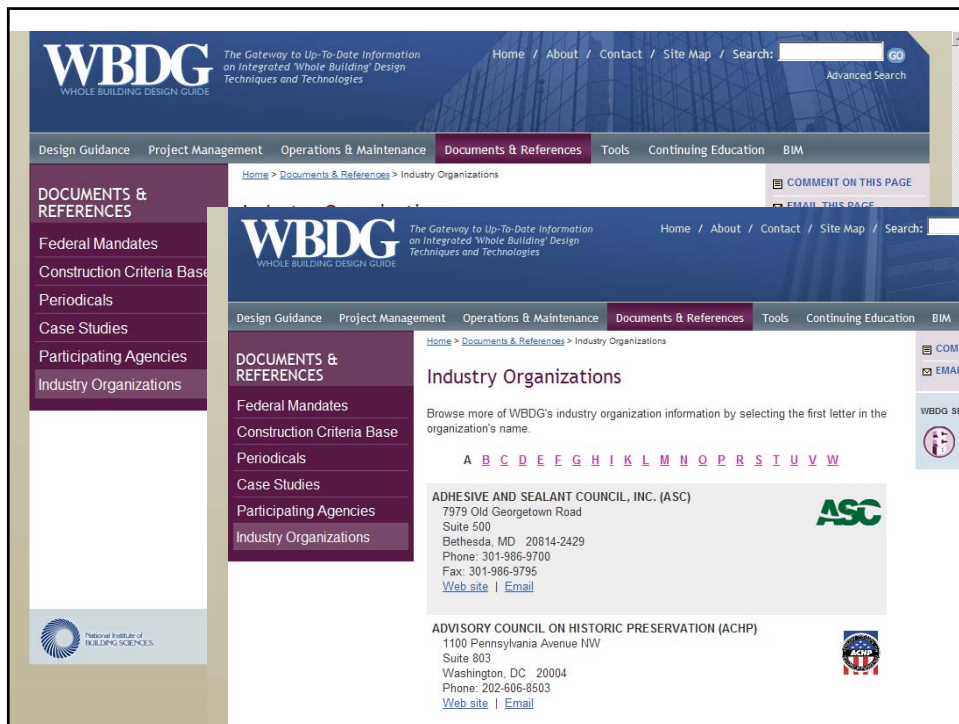 WBDG
WHOLE BUILDING DESIGN GUIDE
The Gateway to Up-To-Date Information
on Integrated 'Whole Building' Design
Techniques and Technologies
Home / About / Contact / Site Map / Search: GO
Advanced Search
Design Guidance Project Management Operations & Maintenance Documents & References Tools Continuing Education BIM
DOCUMENTS &
REFERENCES
Federal Mandates
Construction Criteria Base
Periodicals
Case Studies
Participating Agencies
Industry Organizations
Home > Documents & References > Industry Organizations
COMMENT ON THIS PAGE
EMAIL THIS PAGE
National Institute of
BUILDING SCIENCES
WBDG
WHOLE BUILDING DESIGN GUIDE
The Gateway to Up-To-Date Information
on Integrated 'Whole Building' Design
Techniques and Technologies
Home / About / Contact / Site Map / Search:
Design Guidance Project Management Operations & Maintenance Documents & References Tools Continuing Education BIM
DOCUMENTS &
REFERENCES
Federal Mandates
Construction Criteria Base
Periodicals
Case Studies
Participating Agencies
Industry Organizations
Home > Documents & References > Industry Organizations
Industry Organizations
Browse more of WBDG's industry organization information by selecting the first letter in the
organization's name.
A B C D E F G H I K L M N O P R S T U V W
ADHESIVE AND SEALANT COUNCIL, INC. (ASC)
7979 Old Georgetown Road
Suite 500
Bethesda, MD 20814-2429
Phone: 301-986-9700
Fax: 301-986-9795
Web site | Email
ASC
ADVISORY COUNCIL ON HISTORIC PRESERVATION (ACHP)
1100 Pennsylvania Avenue NW
Suite 803
Washington, DC 20004
Phone: 202-606-8503
Web site | Email
ACHP
COM
EMAI
WBDG SE